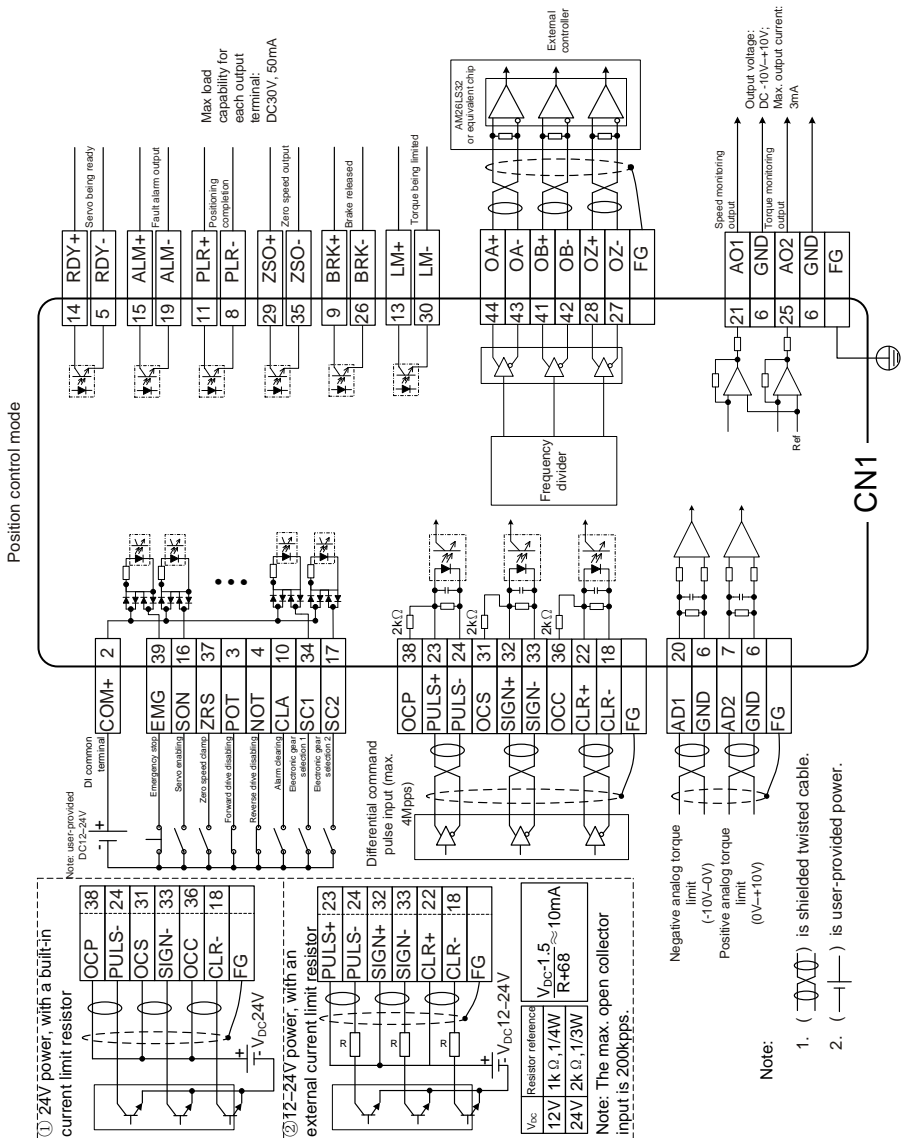 Position control mode
① 24V power, with a built-in
current limit resistor
OCP 38
PULS- 24
OCS 31
SIGN- 33
OCC 36
CLR- 18
FG
+
- VDC24V
②12–24V power, with an
external current limit resistor
PULS+ 23
PULS- 24
SIGN+ 32
SIGN- 33
CLR+ 22
CLR- 18
FG
R
R
R
+
- VDC12–24V
VDC Resistor reference
12V 1k Ω ,1/4W
24V 2k Ω ,1/3W
VDC-1.5
R+68
≈ 10mA
Note: The max. open collector
input is 200kpps.
Note: user-provided
DC12–24V
+
DI common
terminal
COM+ 2
Emergency stop
EMG 39
Servo enabling
SON 16
Zero speed clamp
ZRS 37
Forward drive disabling
POT 3
Reverse drive disabling
NOT 4
Alarm clearing
CLA 10
Electronic gear
selection 1
SC1 34
Electronic gear
selection 2
SC2 17
Differential command
pulse input (max.
4Mpps)
OCP 38 2kΩ
PULS+ 23
PULS- 24
OCS 31 2kΩ
SIGN+ 32
SIGN- 33
OCC 36 2kΩ
CLR+ 22
CLR- 18
FG
Negative analog torque
limit
(-10V–0V)
Positive analog torque
limit
(0V–+10V)
AD1 20
GND 6
AD2 7
GND 6
FG
14 RDY+
5 RDY-
Servo being ready
15 ALM+
19 ALM-
Fault alarm output
11 PLR+
8 PLR-
Positioning
completion
29 ZSO+
35 ZSO-
Zero speed output
9 BRK+
26 BRK-
Brake released
13 LM+
30 LM-
Torque being limited
Max load
capability for
each output
terminal:
DC30V, 50mA
Frequency
divider
44 OA+
43 OA-
41 OB+
42 OB-
28 OZ+
27 OZ-
FG
AM26LS32
or equivalent chip
External
controller
Ref
21 AO1
6 GND
25 AO2
6 GND
FG
Speed monitoring
output
Torque monitoring
output
Output voltage:
DC -10V–+10V;
Max. output current:
3mA
CN1
Note:
1. ( ) is shielded twisted cable.
2. ( ) is user-provided power.